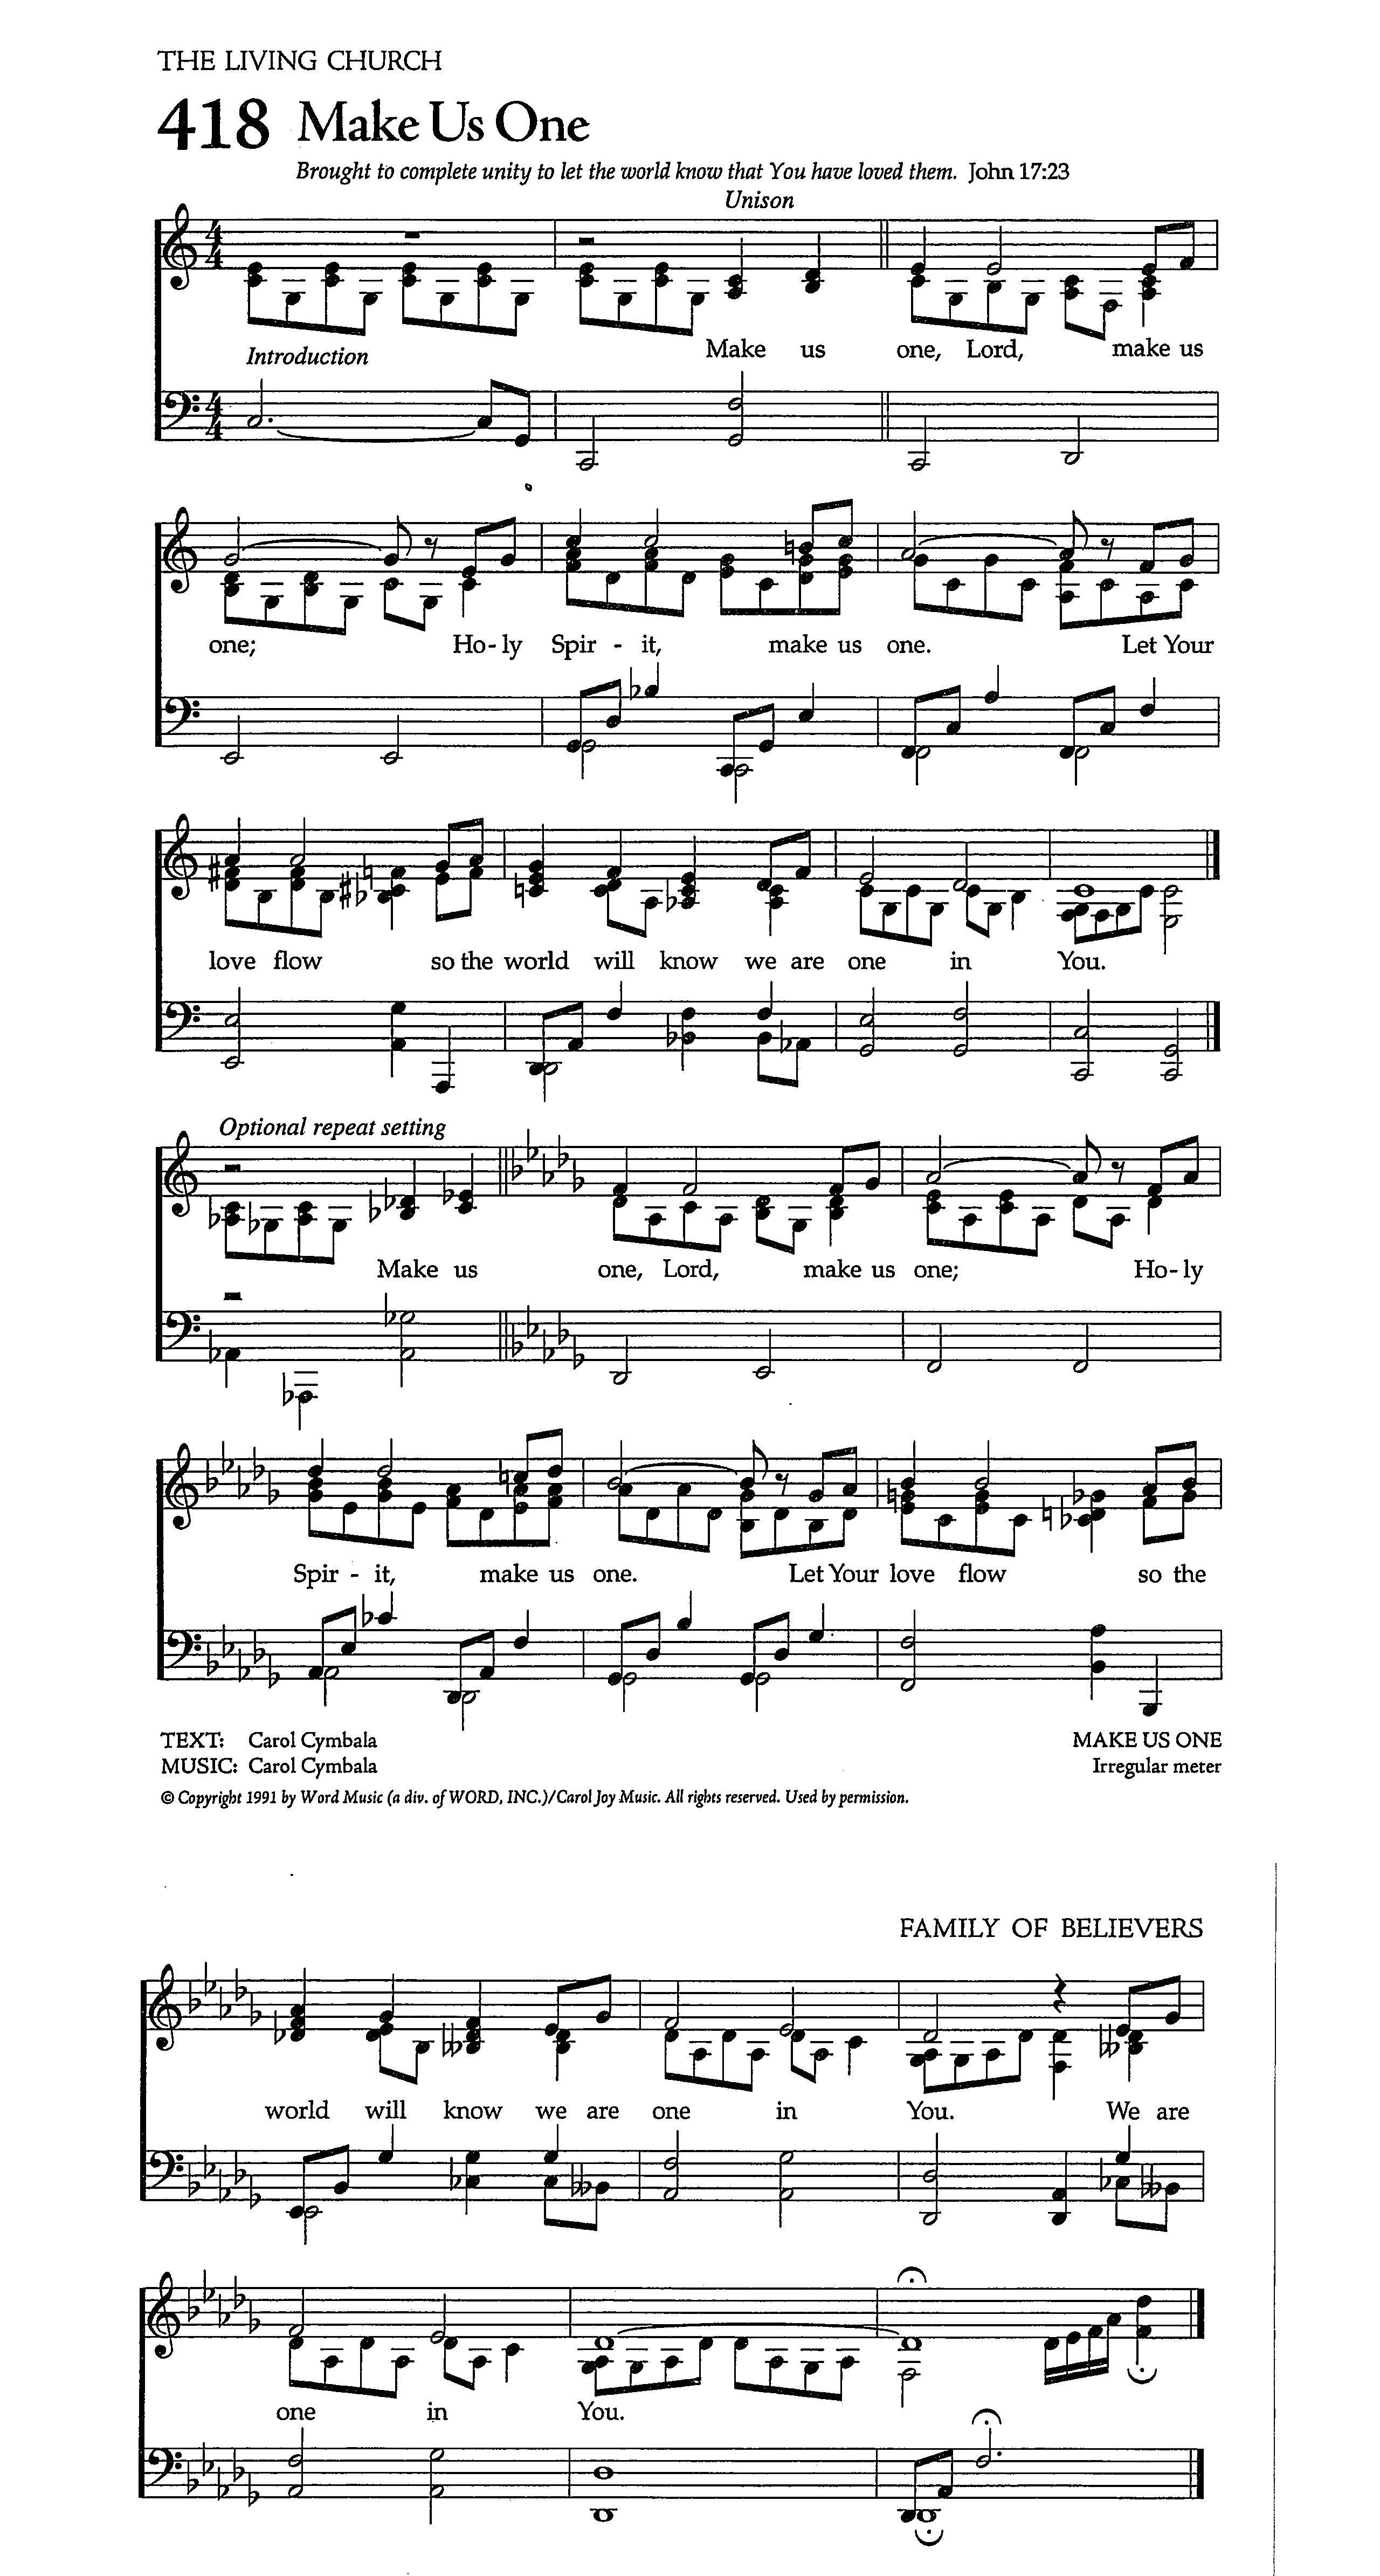 THE LIVING CHURCH
418 Make Us One
Brought to complete unity to let the world know that You have loved them. John 17:23
Unison
Make us one, Lord, make us
Introduction
one; Ho - ly Spir - it, make us one. Let Your
love flow so the world will know we are one in You.
Optional repeat setting
Make us one, Lord, make us one; Ho - ly
Spir - it, make us one. Let Your love flow so the
TEXT: Carol Cymbala
MUSIC: Carol Cymbala
MAKE US ONE
Irregular meter
© Copyright 1991 by Word Music (a div. of WORD, INC.)/Carol Joy Music. All rights reserved. Used by permission.
FAMILY OF BELIEVERS
world will know we are one in You. We are
one in You.